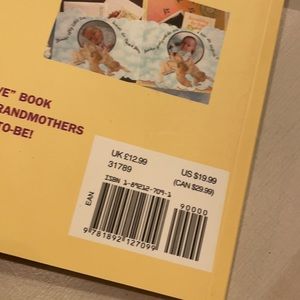 VE" BOOK
RANDMOTHERS
TO-BE!
UK £12.99
31789
US $19.99
(CAN $29.99)
ISBN 1-89212-709-1
90000
EAN
9 781892 127099